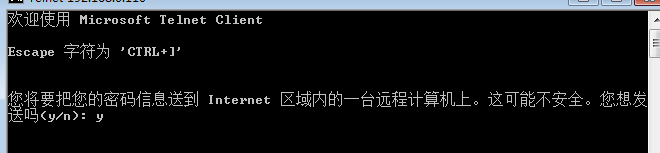 欢迎使用 Microsoft Telnet Client
Escape 字符为 'CTRL+]'
您将要把您的密码信息送到 Internet 区域内的一台远程计算机上。这可能不安全。您想发
送吗(y/n): y